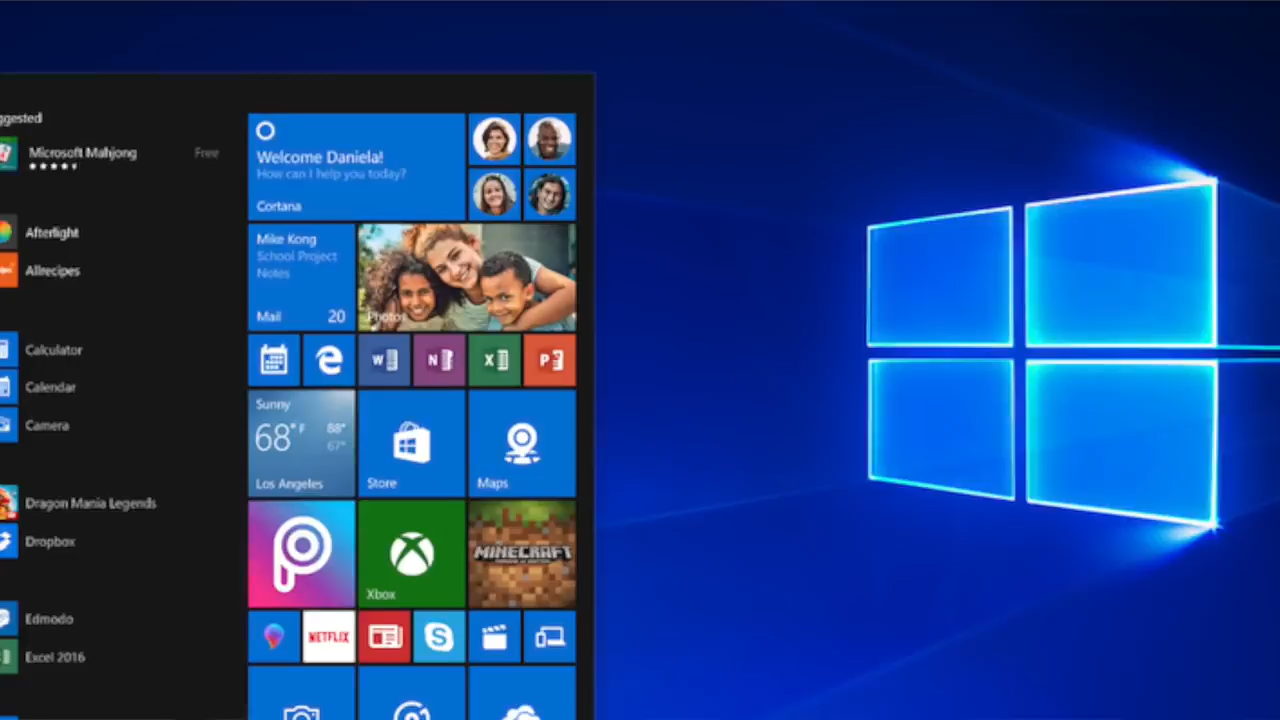 ggested
Microsoft Mahjong
Free
Afterlight
Allrecipes
Calculator
Calendar
Camera
Dragon Mania Legends
Dropbox
Edmodo
Excel 2016
Welcome Daniela!
How can I help you today?
Cortana
Mike Kong
School Project
Notes
Mail 20
Photos
W N X P
Sunny
68° F 88°
67°
Los Angeles
Store
Maps
Xbox
MINECRAFT
NETFLIX